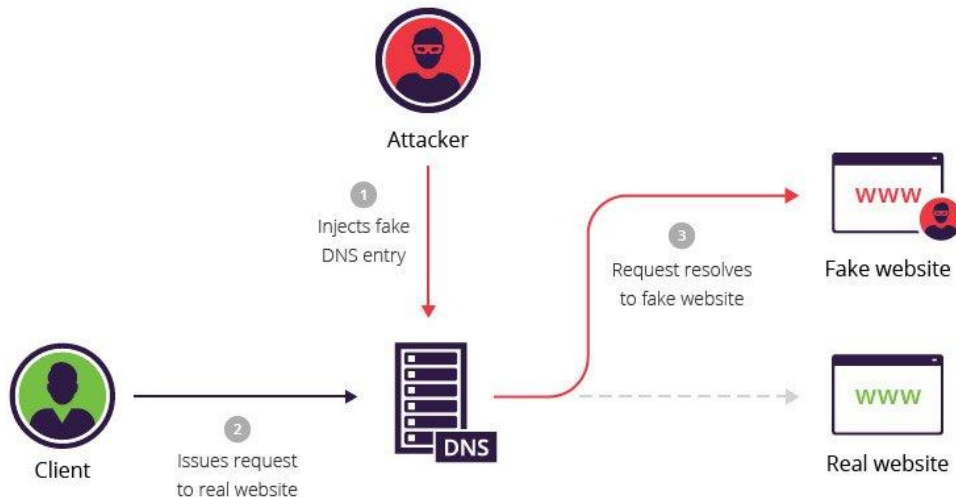 Attacker
1
Injects fake
DNS entry
www
3
Request resolves
to fake website
Fake website
DNS
www
2
Issues request
to real website
Client
Real website